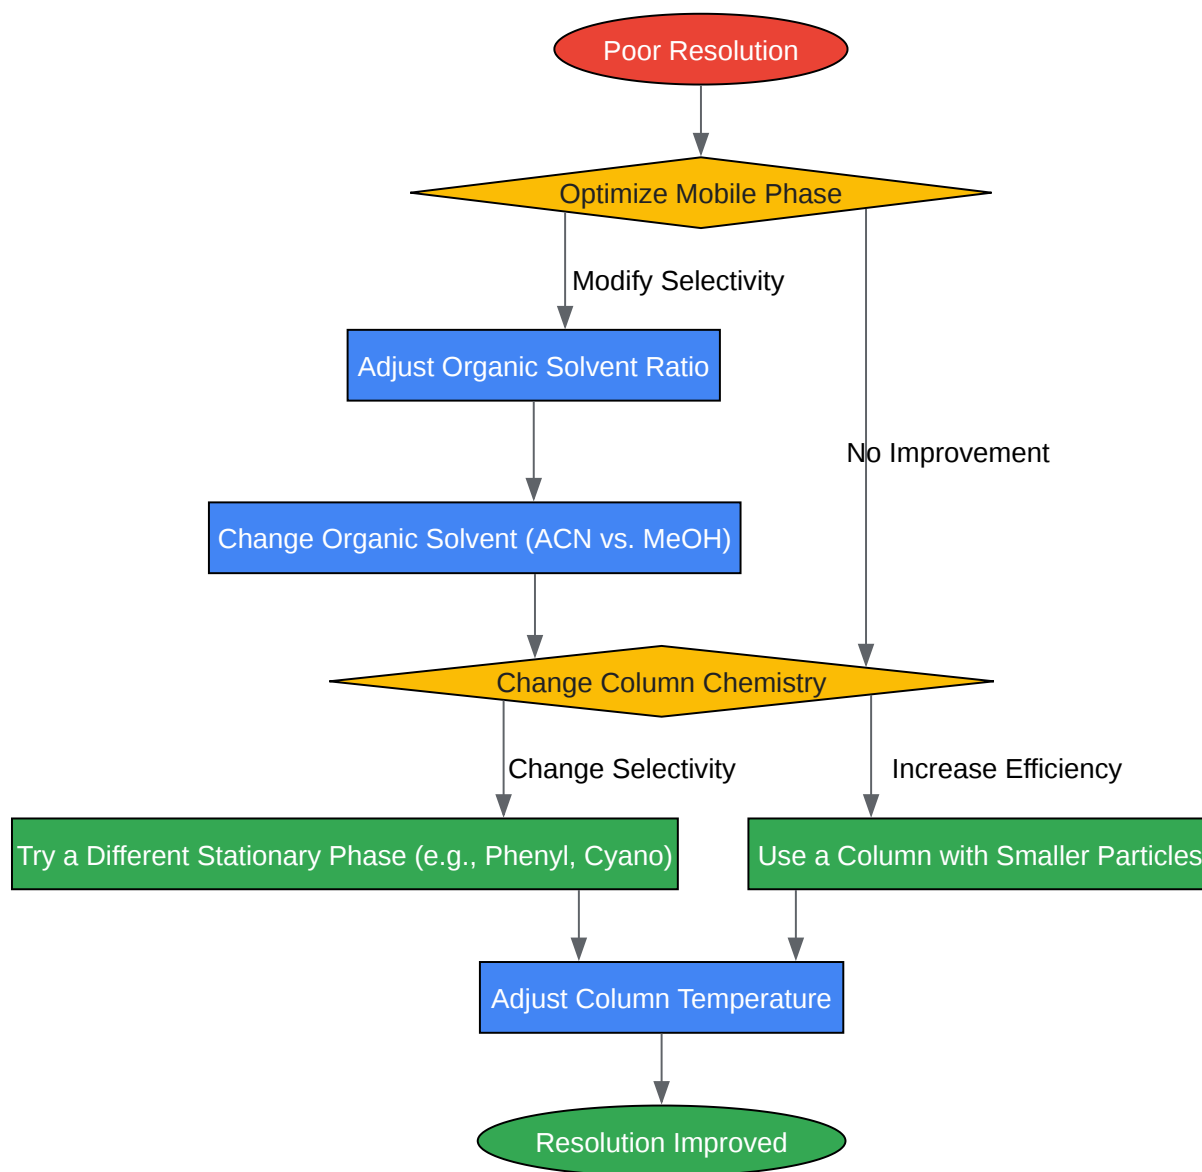 Poor Resolution
Optimize Mobile Phase
Modify Selectivity
Adjust Organic Solvent Ratio
No Improvement
Change Organic Solvent (ACN vs. MeOH)
Change Column Chemistry
Change Selectivity
Increase Efficiency
Try a Different Stationary Phase (e.g., Phenyl, Cyano)
Use a Column with Smaller Particles
Adjust Column Temperature
Resolution Improved